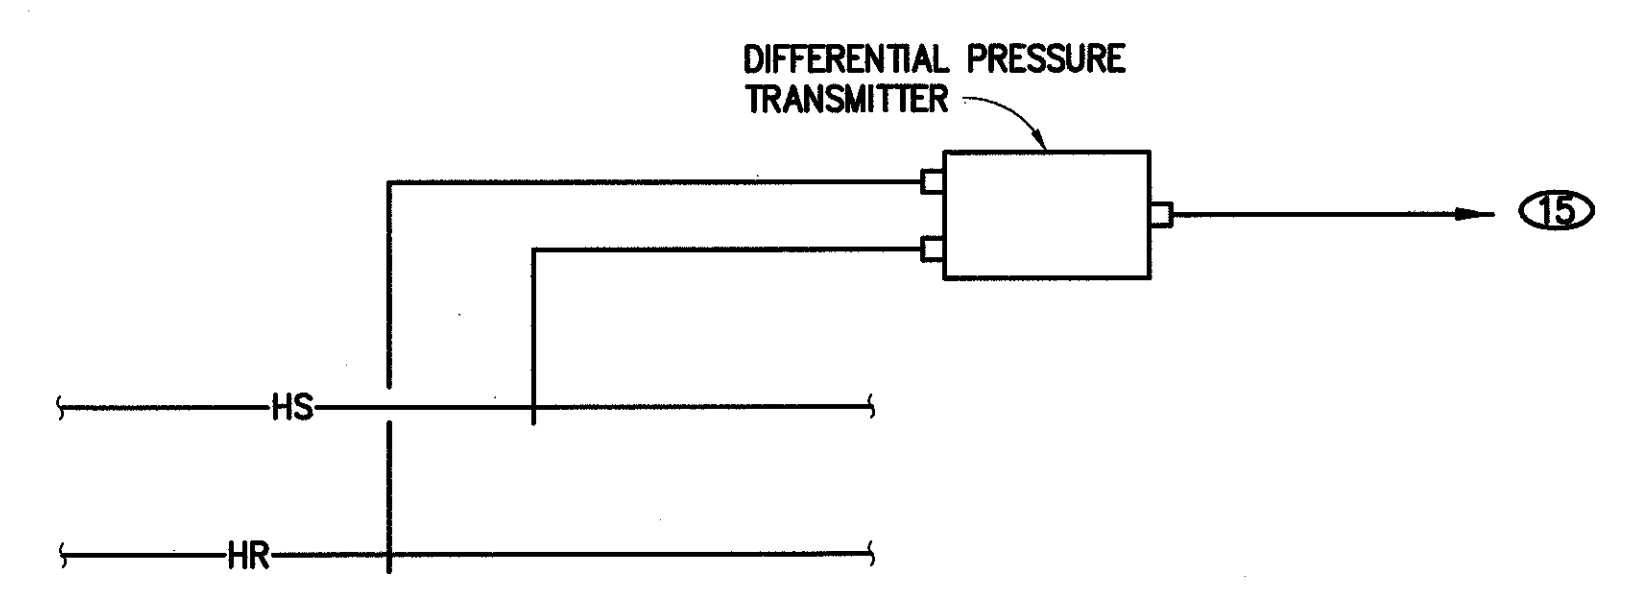 DIFFERENTIAL PRESSURE
TRANSMITTER
15
HS
HR